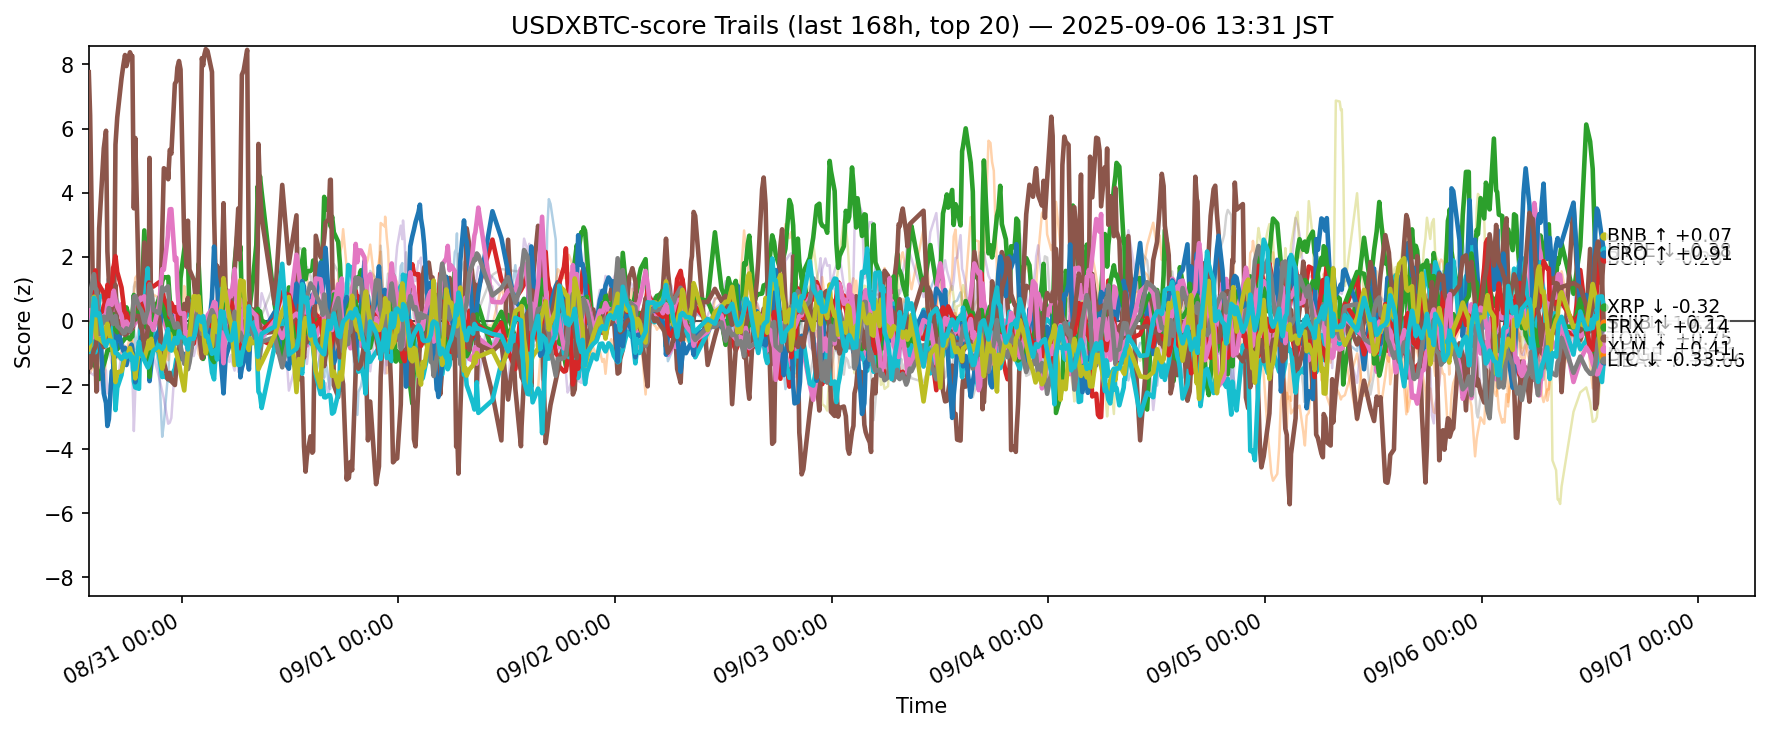 USDXBTC-score Trails (last 168h, top 20) — 2025-09-06 13:31 JST
Score (z)
8
6
4
2
0
−2
−4
−6
−8
BNB ↑ +0.07
CRO ↑ +0.91
XRP ↓ -0.32
TRX ↑ +0.14
XLM ↑ +0.41
LTC ↓ -0.33
08/31 00:00
09/01 00:00
09/02 00:00
09/03 00:00
09/04 00:00
09/05 00:00
09/06 00:00
09/07 00:00
Time